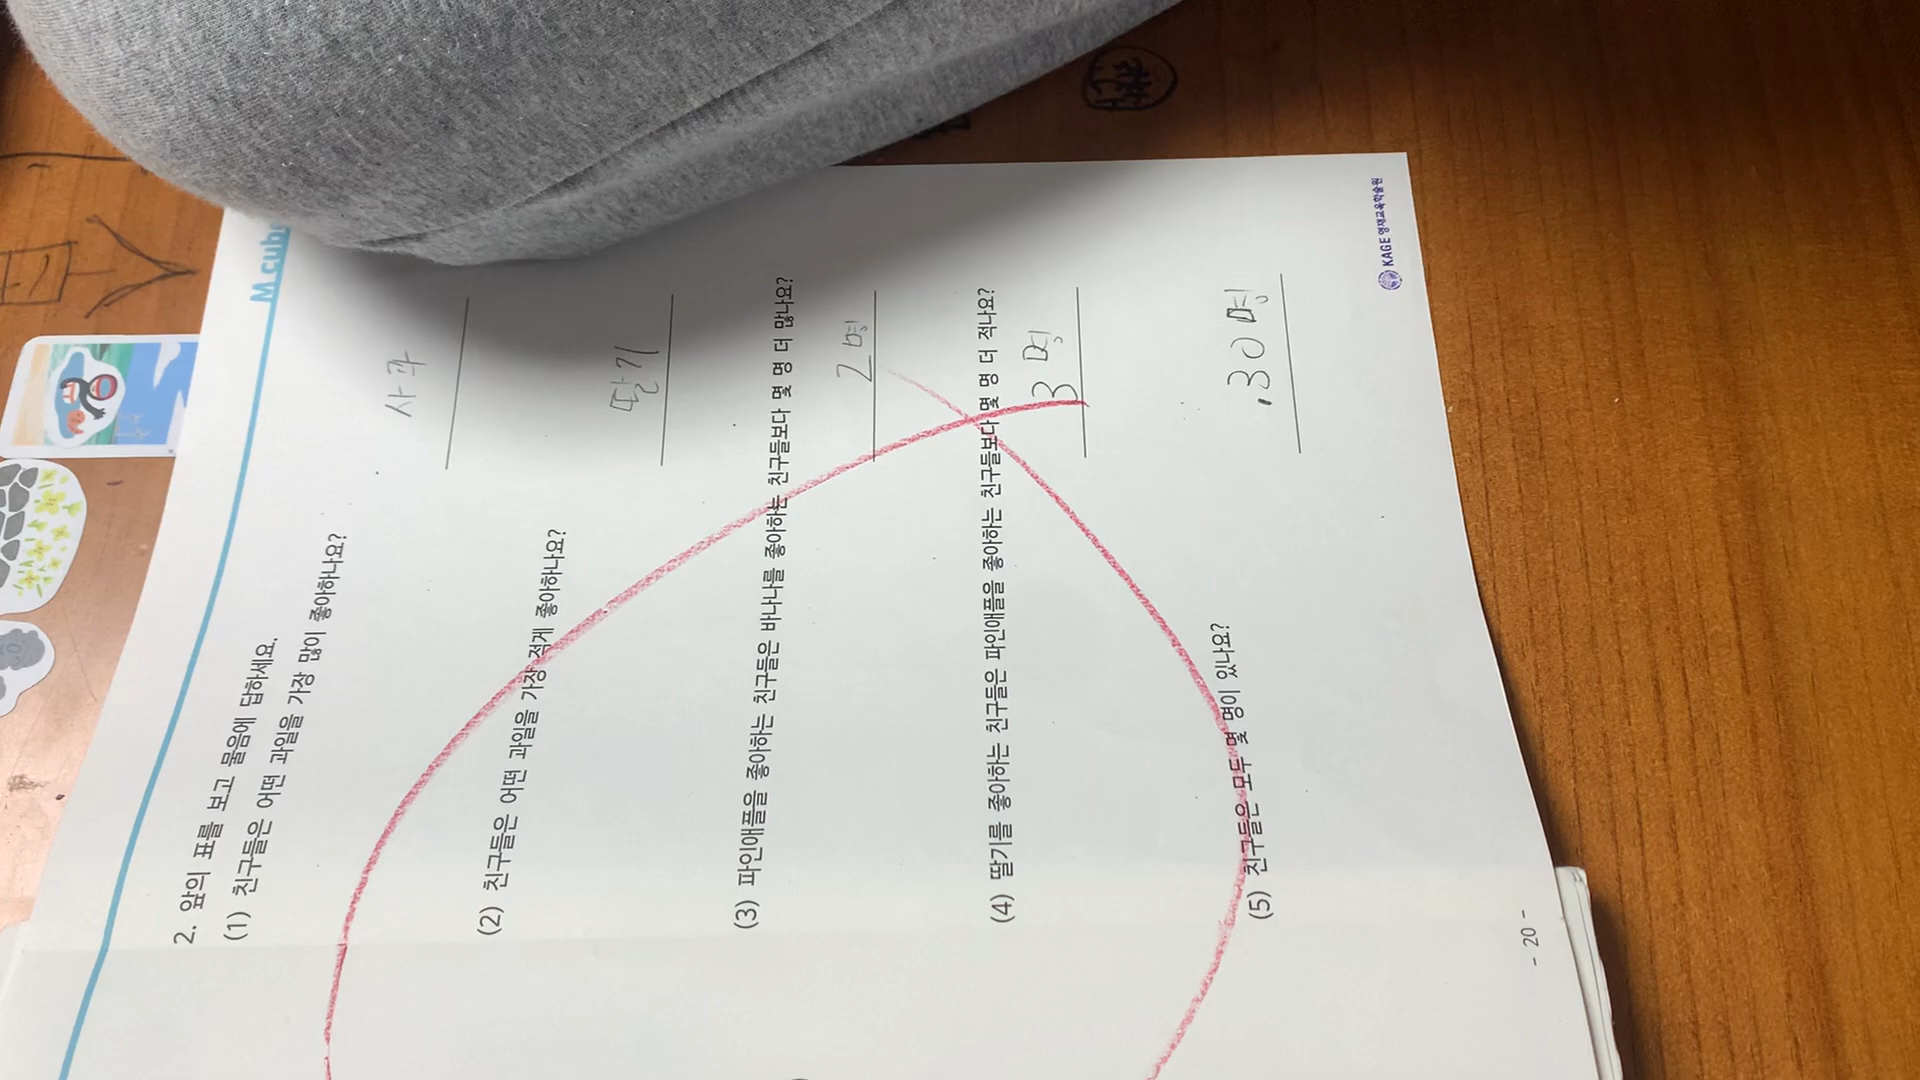 M.cube
2. 앞의 표를 보고 물음에 답하세요.
(1) 친구들은 어떤 과일을 가장 많이 좋아하나요?
사과
(2) 친구들은 어떤 과일을 가장 적게 좋아하나요?
딸기
(3) 파인애플을 좋아하는 친구들은 바나나를 좋아하는 친구들보다 몇 명 더 많나요?
2명
(4) 딸기를 좋아하는 친구들은 파인애플을 좋아하는 친구들보다 몇 명 더 적나요?
3명
(5) 친구들은 모두 몇 명이 있나요?
30명
- 20 -
KAGE 영재교육학술원